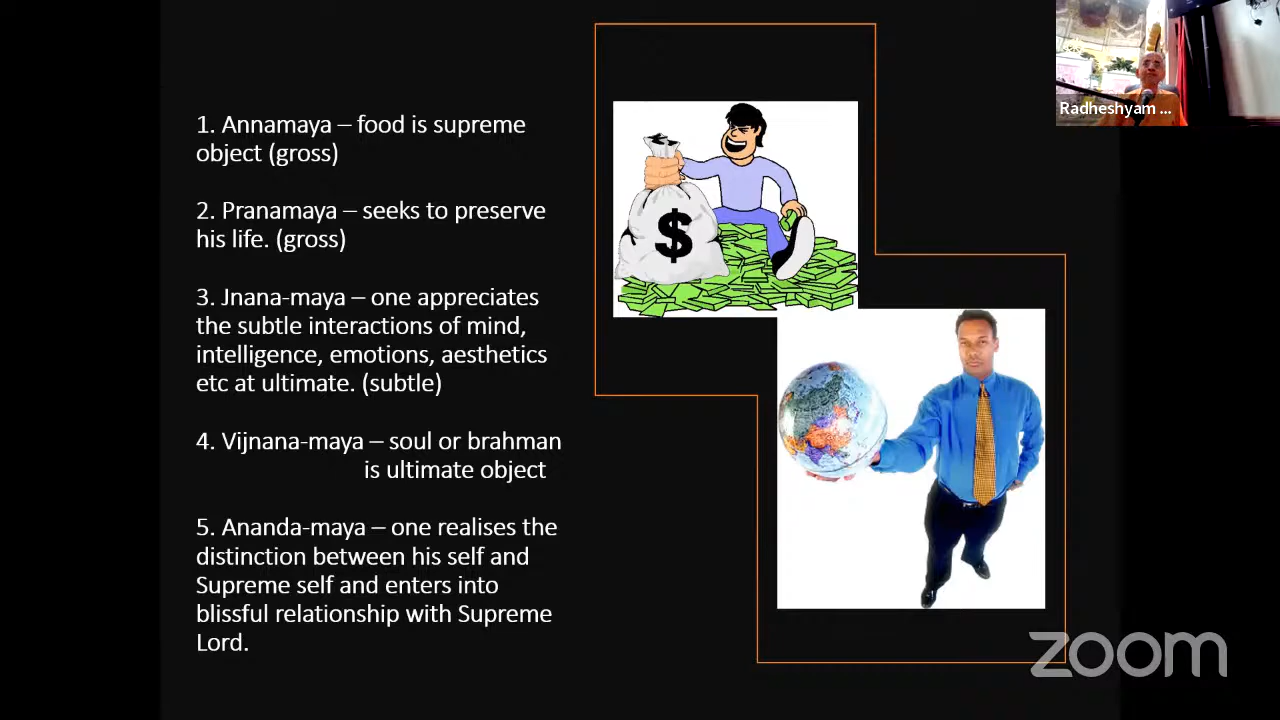 1. Annamaya – food is supreme
object (gross)
2. Pranamaya – seeks to preserve
his life. (gross)
3. Jnana-maya – one appreciates
the subtle interactions of mind,
intelligence, emotions, aesthetics
etc at ultimate. (subtle)
4. Vijnana-maya – soul or brahman
is ultimate object
5. Ananda-maya – one realises the
distinction between his self and
Supreme self and enters into
blissful relationship with Supreme
Lord.
$
Radheshyam ...
zoom